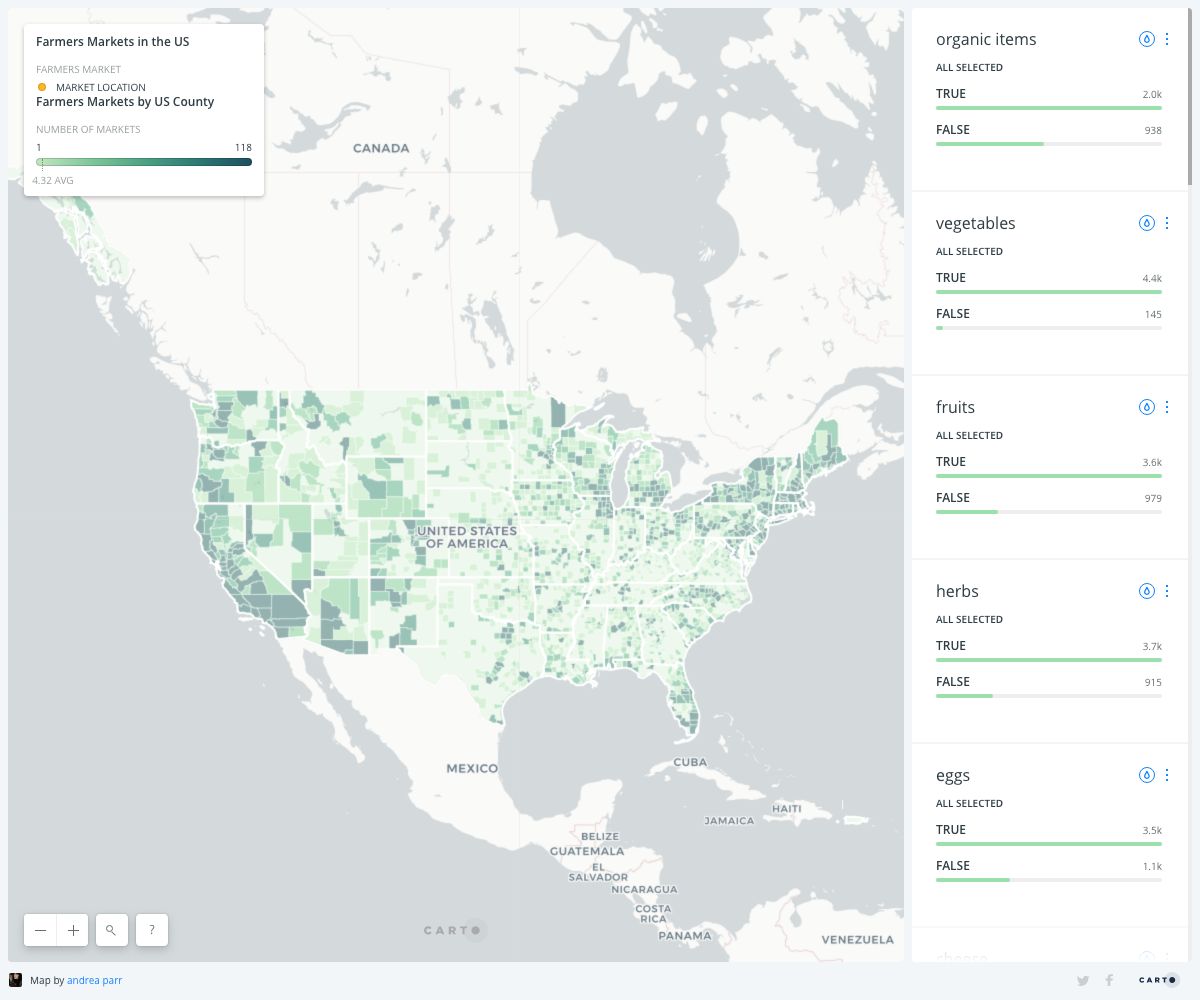 Farmers Markets in the US
FARMERS MARKET
MARKET LOCATION
Farmers Markets by US County
NUMBER OF MARKETS
1 118
4.32 AVG
CANADA
UNITED STATES
OF AMERICA
MEXICO
CUBA
HAITI
JAMAICA
BELIZE
GUATEMALA
EL
SALVADOR
NICARAGUA
COSTA
RICA
PANAMA
VENEZUELA
CARTO
?
organic items
ALL SELECTED
TRUE 2.0k
FALSE 938
vegetables
ALL SELECTED
TRUE 4.4k
FALSE 145
fruits
ALL SELECTED
TRUE 3.6k
FALSE 979
herbs
ALL SELECTED
TRUE 3.7k
FALSE 915
eggs
ALL SELECTED
TRUE 3.5k
FALSE 1.1k
cheese
Map by andrea parr
CARTO